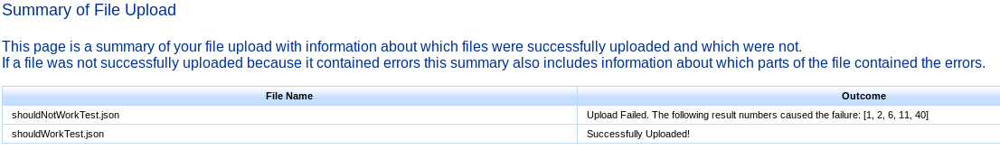 Summary of File Upload
This page is a summary of your file upload with information about which files were successfully uploaded and which were not.
If a file was not successfully uploaded because it contained errors this summary also includes information about which parts of the file contained the errors.
File Name Outcome
shouldNotWorkTest.json Upload Failed. The following result numbers caused the failure: [1, 2, 6, 11, 40]
shouldWorkTest.json Successfully Uploaded!